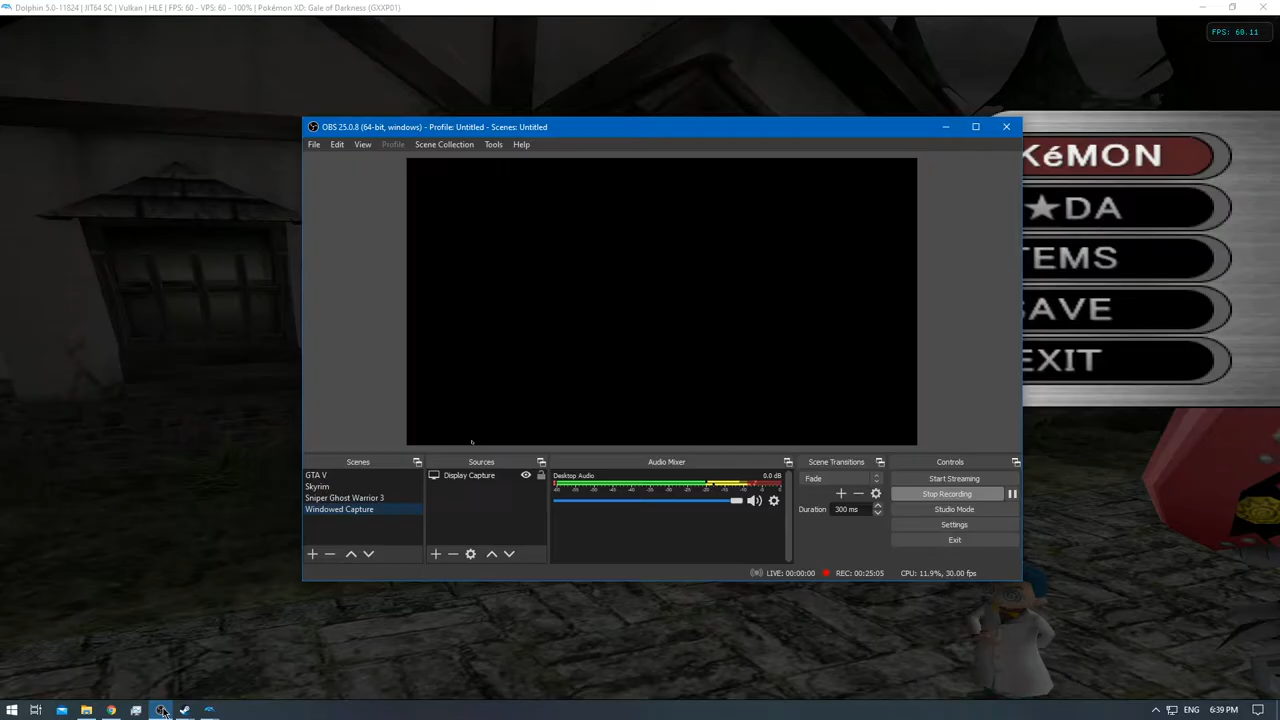 Dolphin 5.0-11824 | JIT64 SC | Vulkan | HLE | FPS: 60 - VPS: 60 - 100% | Pokémon XD: Gale of Darkness (GXXP01)
FPS: 60.11
OBS 25.0.8 (64-bit, windows) - Profile: Untitled - Scenes: Untitled
File Edit View Profile Scene Collection Tools Help
KéMON
★DA
TEMS
SAVE
EXIT
Scenes
GTA V
Skyrim
Sniper Ghost Warrior 3
Windowed Capture
Sources
Display Capture
Audio Mixer
Desktop Audio 0.0 dB
Scene Transitions
Fade
Duration 300 ms
Controls
Start Streaming
Stop Recording
Studio Mode
Settings
Exit
LIVE: 00:00:00 REC: 00:25:05 CPU: 11.9%, 30.00 fps
ENG 6:39 PM